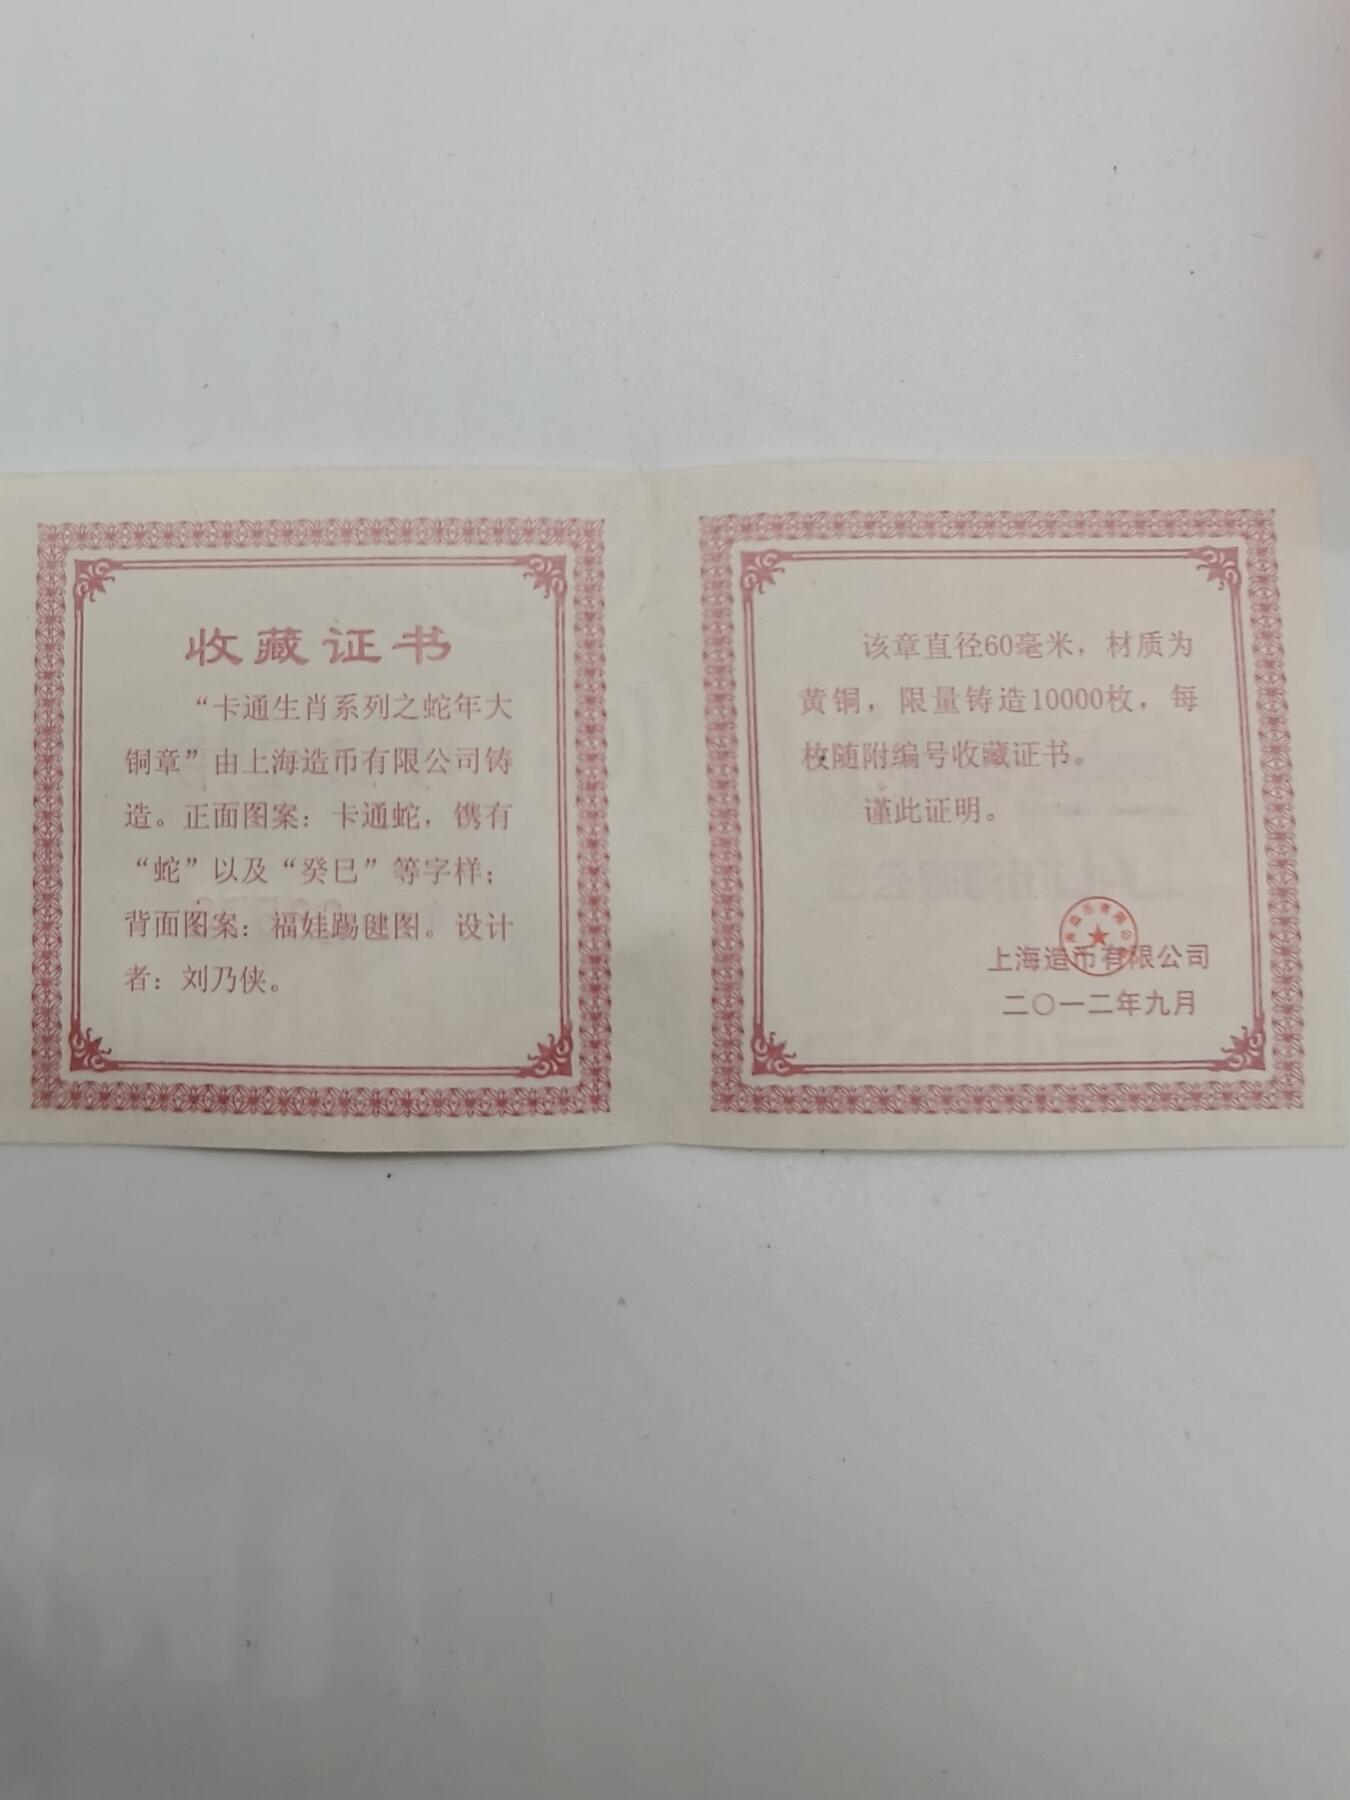 收藏证书
“卡通生肖系列之蛇年大
铜章”由上海造币有限公司铸
造。正面图案：卡通蛇，镌有
“蛇”以及“癸巳”等字样；
背面图案：福娃踢毽图。设计
者：刘乃侠。
该章直径60毫米，材质为
黄铜，限量铸造10000枚，每
枚随附编号收藏证书。
谨此证明。
上海造币有限公司
二〇一二年九月